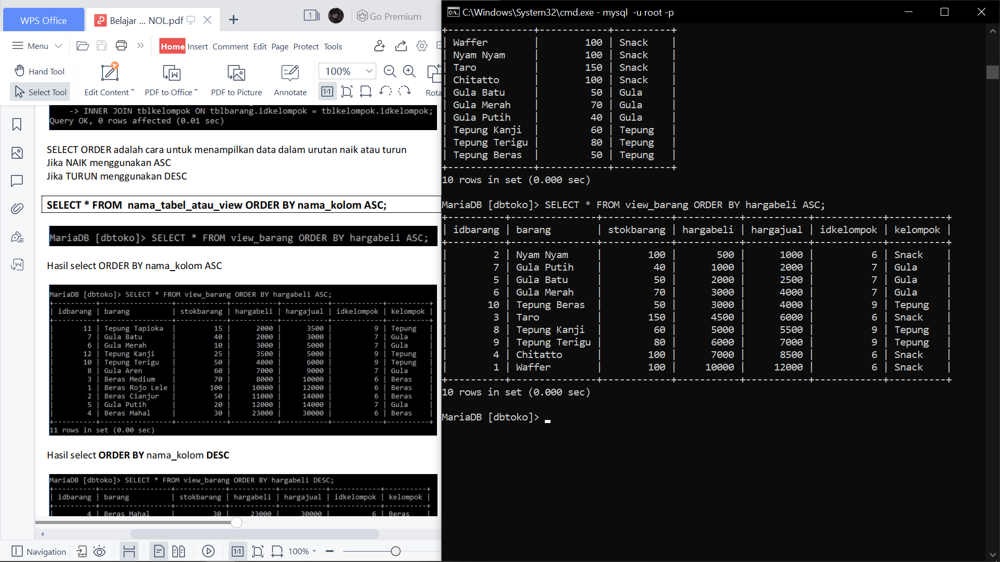 WPS Office
Belajar ... NOL.pdf
1
Go Premium
Menu
Home Insert Comment Edit Page Protect Tools
Hand Tool
Select Tool
Edit Content
PDF to Office
PDF to Picture
Annotate
100%
1:1
Rota
-> INNER JOIN tblkelompok ON tblbarang.idkelompok = tblkelompok.idkelompok;
Query OK, 0 rows affected (0.01 sec)
SELECT ORDER adalah cara untuk menampilkan data dalam urutan naik atau turun
Jika NAIK menggunakan ASC
Jika TURUN menggunakan DESC
SELECT * FROM nama_tabel_atau_view ORDER BY nama_kolom ASC;
MariaDB [dbtoko]> SELECT * FROM view_barang ORDER BY hargabeli ASC;
Hasil select ORDER BY nama_kolom ASC
MariaDB [dbtoko]> SELECT * FROM view_barang ORDER BY hargabeli ASC;
| idbarang | barang | stokbarang | hargabeli | hargajual | idkelompok | kelompok |
| 11 | Tepung Tapioka | 15 | 2000 | 3500 | 9 | Tepung |
| 7 | Gula Batu | 40 | 2000 | 3000 | 7 | Gula |
| 6 | Gula Merah | 10 | 3000 | 5000 | 7 | Gula |
| 12 | Tepung Kanji | 25 | 3500 | 5000 | 9 | Tepung |
| 10 | Tepung Terigu | 50 | 4000 | 6000 | 9 | Tepung |
| 8 | Gula Aren | 60 | 7000 | 9000 | 7 | Gula |
| 3 | Beras Medium | 70 | 8000 | 10000 | 6 | Beras |
| 1 | Beras Rojo Lele | 100 | 10000 | 12000 | 6 | Beras |
| 2 | Beras Cianjur | 50 | 11000 | 14000 | 6 | Beras |
| 5 | Gula Putih | 20 | 12000 | 14000 | 7 | Gula |
| 4 | Beras Mahal | 30 | 23000 | 30000 | 6 | Beras |
11 rows in set (0.00 sec)
Hasil select ORDER BY nama_kolom DESC
MariaDB [dbtoko]> SELECT * FROM view_barang ORDER BY hargabeli DESC;
| idbarang | barang | stokbarang | hargabeli | hargajual | idkelompok | kelompok |
| 4 | Beras Mahal | 30 | 23000 | 30000 | 6 | Beras |
Navigation
1:1
100%
C:\Windows\System32\cmd.exe - mysql -u root -p
| Waffer | 100 | Snack |
| Nyam Nyam | 100 | Snack |
| Taro | 150 | Snack |
| Chitatto | 100 | Snack |
| Gula Batu | 50 | Gula |
| Gula Merah | 70 | Gula |
| Gula Putih | 40 | Gula |
| Tepung Kanji | 60 | Tepung |
| Tepung Terigu | 80 | Tepung |
| Tepung Beras | 50 | Tepung |
10 rows in set (0.000 sec)
MariaDB [dbtoko]> SELECT * FROM view_barang ORDER BY hargabeli ASC;
| idbarang | barang | stokbarang | hargabeli | hargajual | idkelompok | kelompok |
| 2 | Nyam Nyam | 100 | 500 | 1000 | 6 | Snack |
| 7 | Gula Putih | 40 | 1000 | 2000 | 7 | Gula |
| 5 | Gula Batu | 50 | 2000 | 2500 | 7 | Gula |
| 6 | Gula Merah | 70 | 3000 | 4000 | 7 | Gula |
| 10 | Tepung Beras | 50 | 3000 | 4000 | 9 | Tepung |
| 3 | Taro | 150 | 4500 | 6000 | 6 | Snack |
| 8 | Tepung Kanji | 60 | 5000 | 5500 | 9 | Tepung |
| 9 | Tepung Terigu | 80 | 6000 | 7000 | 9 | Tepung |
| 4 | Chitatto | 100 | 7000 | 8500 | 6 | Snack |
| 1 | Waffer | 100 | 10000 | 12000 | 6 | Snack |
10 rows in set (0.000 sec)
MariaDB [dbtoko]>